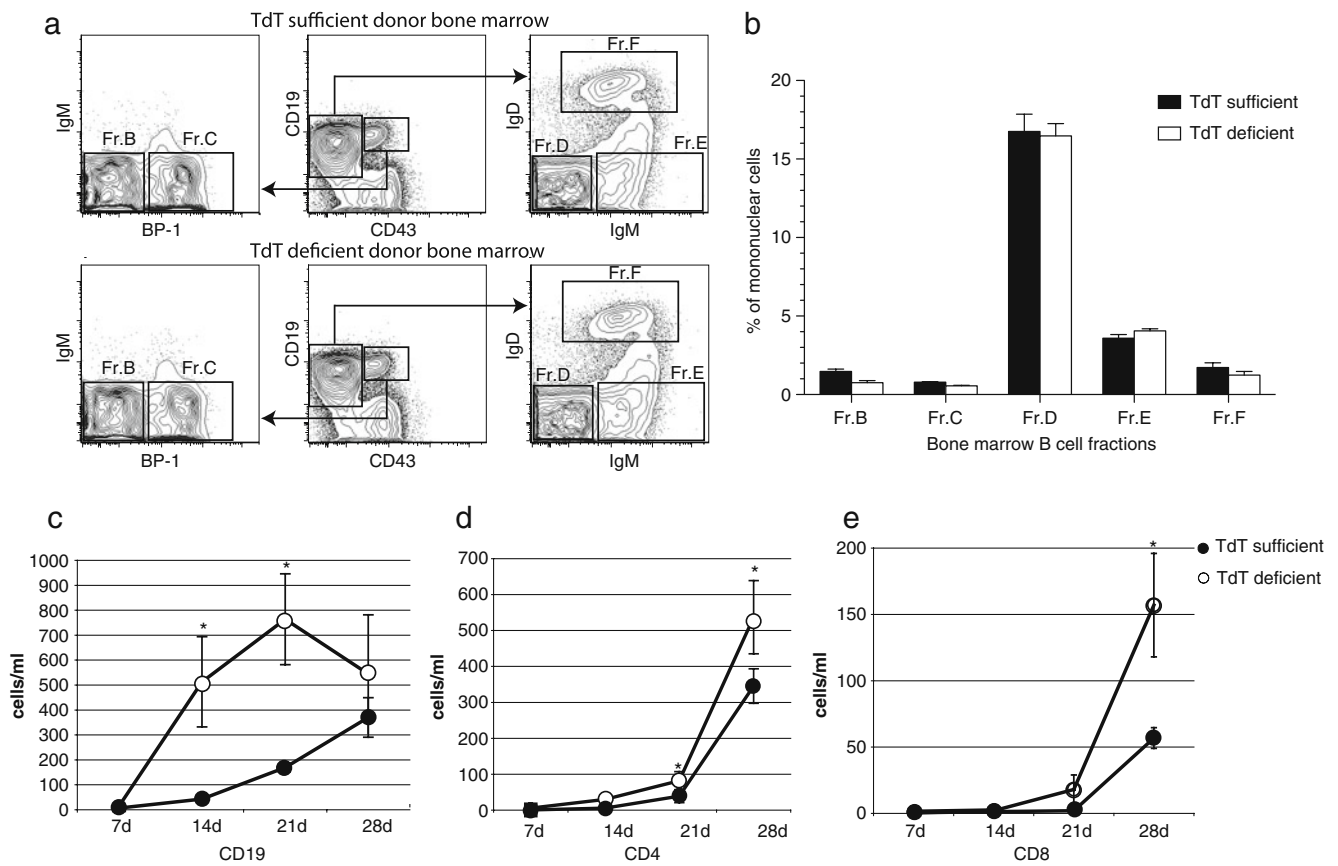 a
TdT sufficient donor bone marrow
IgM
Fr.B
Fr.C
BP-1
CD19
CD43
IgD
Fr.F
Fr.D
Fr.E
IgM
TdT deficient donor bone marrow
IgM
Fr.B
Fr.C
BP-1
CD19
CD43
IgD
Fr.F
Fr.D
Fr.E
IgM
b
% of mononuclear cells
20
15
10
5
0
TdT sufficient
TdT deficient
Fr.B Fr.C Fr.D Fr.E Fr.F
Bone marrow B cell fractions
c
cells/ml
1000
900
800
700
600
500
400
300
200
100
0
* *
7d 14d 21d 28d
CD19
d
cells/ml
700
600
500
400
300
200
100
0
* *
7d 14d 21d 28d
CD4
e
cells/ml
200
150
100
50
0
*
7d 14d 21d 28d
CD8
TdT sufficient
TdT deficient